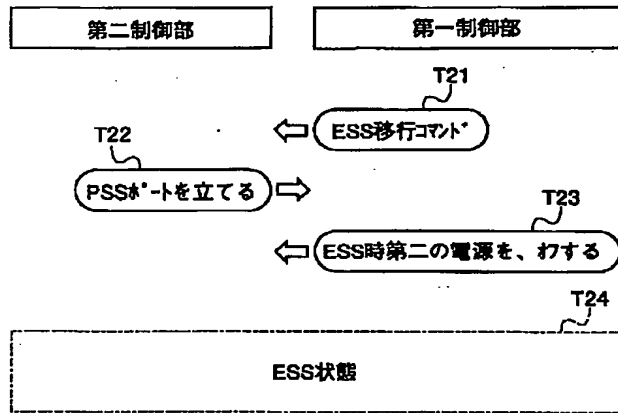 第二制御部
第一制御部
T21
ESS移行ｺﾏﾝﾄﾞ
T22
PSSﾎﾟｰﾄを立てる
T23
ESS時第二の電源を、ｵﾌする
T24
ESS状態